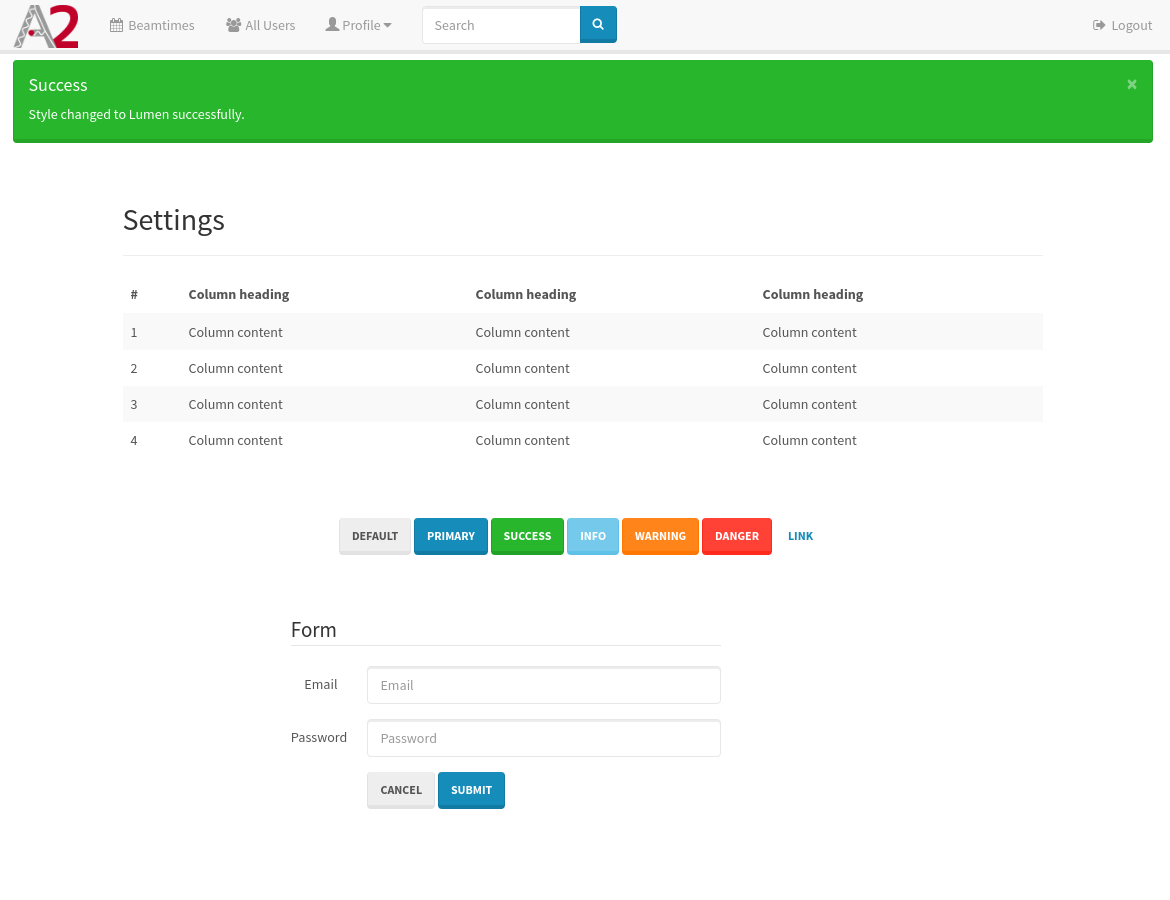 A2 Beamtimes All Users Profile Search Logout
Success ×
Style changed to Lumen successfully.
Settings
# Column heading Column heading Column heading
1 Column content Column content Column content
2 Column content Column content Column content
3 Column content Column content Column content
4 Column content Column content Column content
DEFAULT PRIMARY SUCCESS INFO WARNING DANGER LINK
Form
Email Email
Password Password
CANCEL SUBMIT